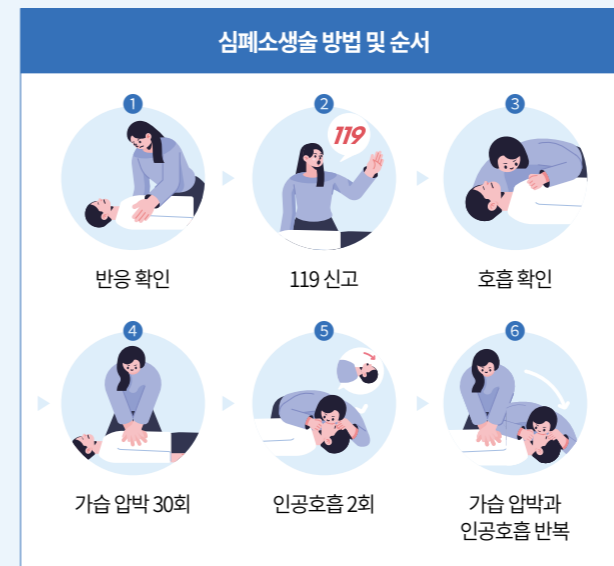 심폐소생술 방법 및 순서
1
2
3
119
반응 확인
119 신고
호흡 확인
4
5
6
가슴 압박 30회
인공호흡 2회
가슴 압박과
인공호흡 반복